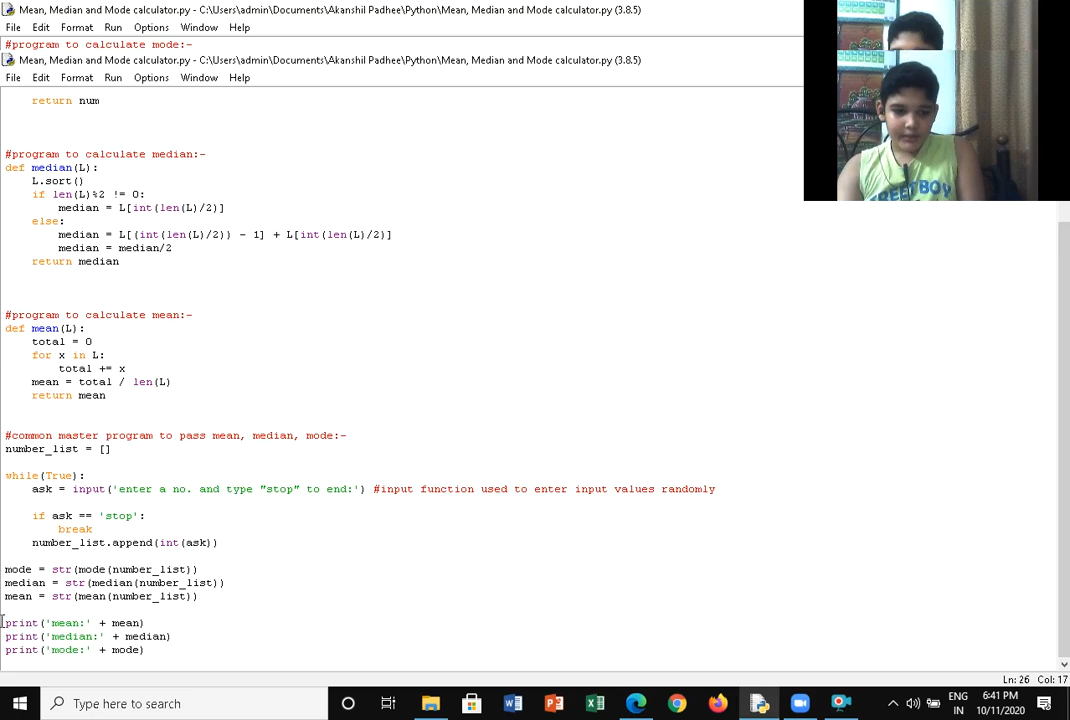 Mean, Median and Mode calculator.py - C:\Users\admin\Documents\Akanshil Padhee\Python\Mean, Median and Mode calculator.py (3.8.5)
File Edit Format Run Options Window Help
#program to calculate mode:-
Mean, Median and Mode calculator.py - C:\Users\admin\Documents\Akanshil Padhee\Python\Mean, Median and Mode calculator.py (3.8.5)
File Edit Format Run Options Window Help
return num
#program to calculate median:-
def median(L):
L.sort()
if len(L)%2 != 0:
median = L[int(len(L)/2)]
else:
median = L[(int(len(L)/2)) - 1] + L[int(len(L)/2)]
median = median/2
return median
#program to calculate mean:-
def mean(L):
total = 0
for x in L:
total += x
mean = total / len(L)
return mean
#common master program to pass mean, median, mode:-
number_list = []
while(True):
ask = input('enter a no. and type "stop" to end:') #input function used to enter input values randomly
if ask == 'stop':
break
number_list.append(int(ask))
mode = str(mode(number_list))
median = str(median(number_list))
mean = str(mean(number_list))
print('mean:' + mean)
print('median:' + median)
print('mode:' + mode)
Ln: 26 Col: 17
Type here to search
ENG
IN
6:41 PM
10/11/2020